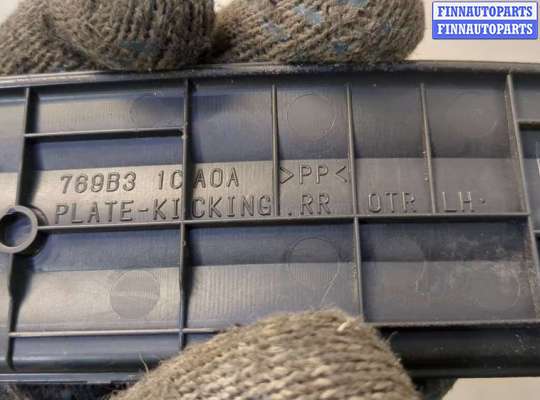 FINNAUTOPARTS
FINNAUTOPARTS
769B3 1CA0A >PP<
PLATE-KICKING.RR OTR LH